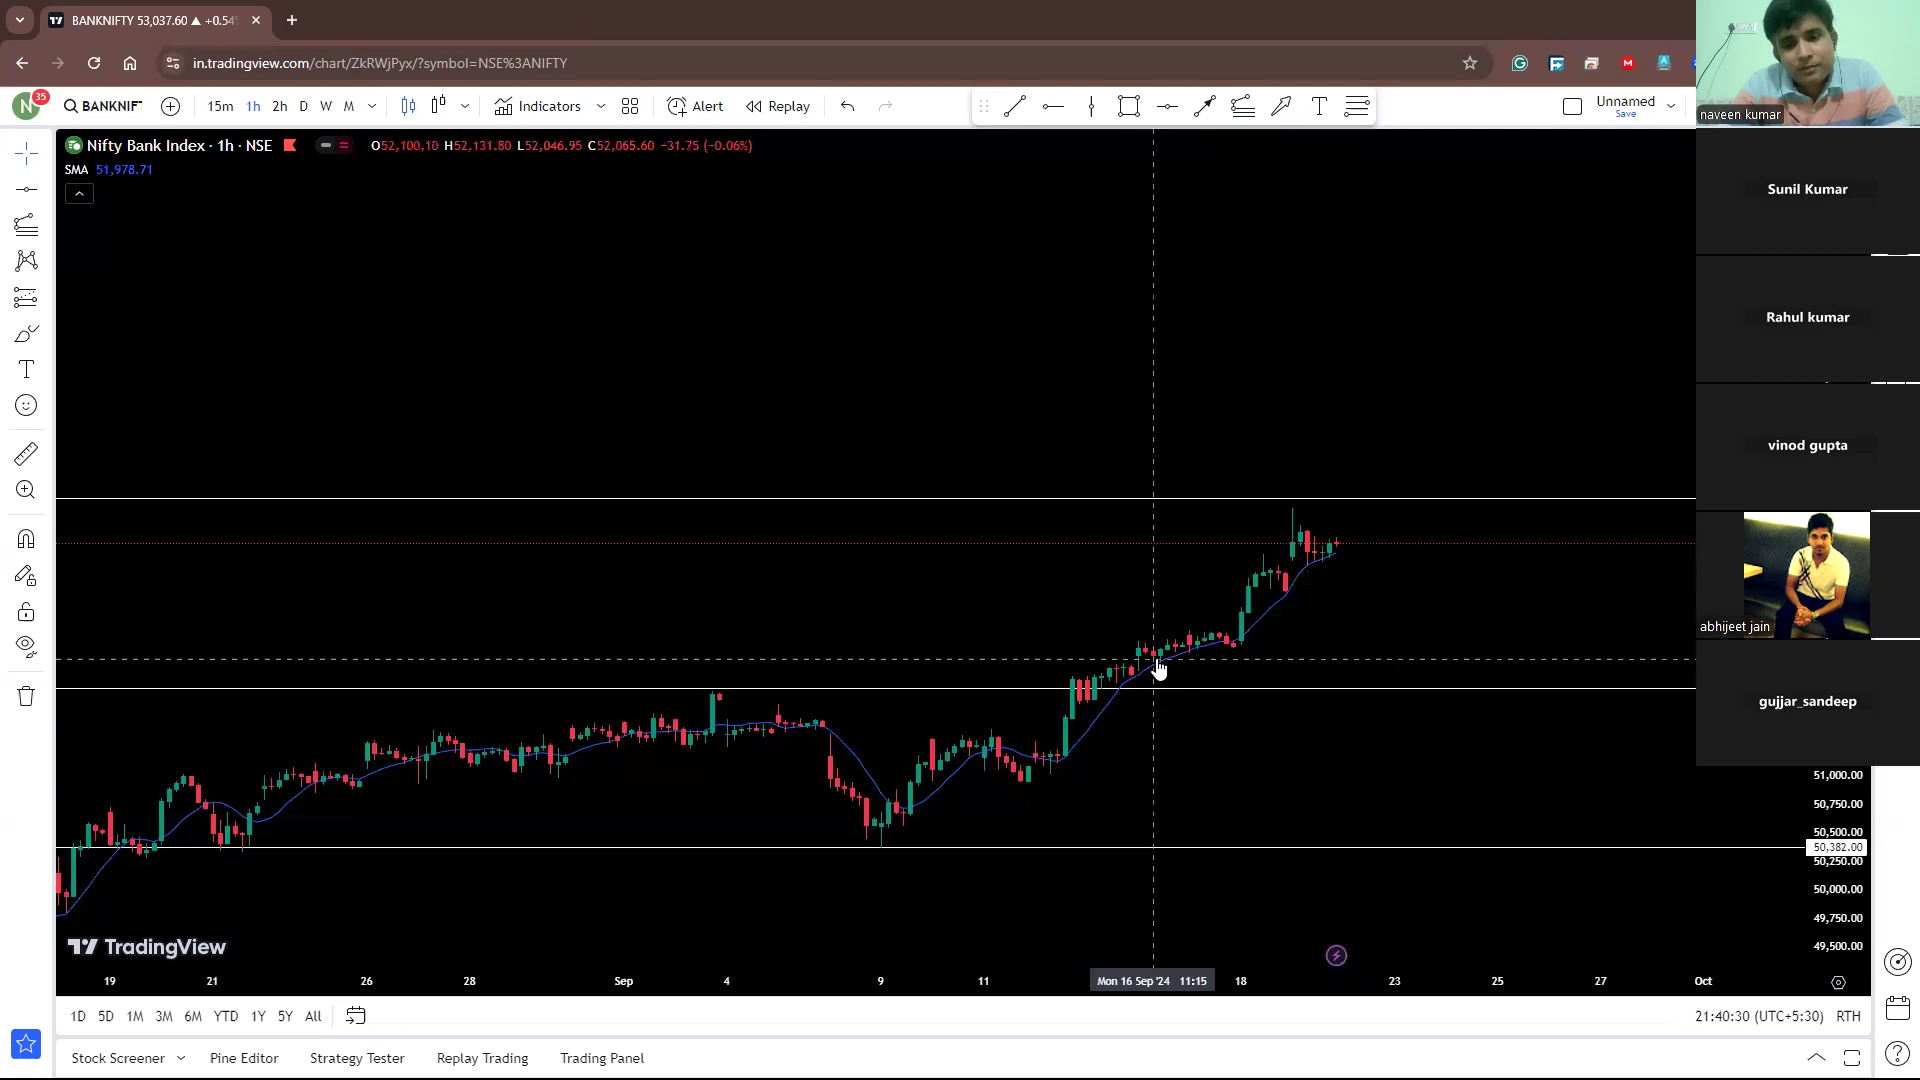 BANKNIFTY 53,037.60 ▲ +0.54%
in.tradingview.com/chart/ZkRWjPyx/?symbol=NSE%3ANIFTY
N 35 BANKNIF 15m 1h 2h D W M Indicators Alert Replay Unnamed
Save
Nifty Bank Index · 1h · NSE O52,100.10 H52,131.80 L52,046.95 C52,065.60 −31.75 (−0.06%)
SMA 51,978.71
naveen kumar
Sunil Kumar
Rahul kumar
vinod gupta
abhijeet jain
gujjar_sandeep
51,000.00
50,750.00
50,500.00
50,382.00
50,250.00
50,000.00
49,750.00
49,500.00
TradingView
19 21 26 28 Sep 4 9 11 Mon 16 Sep '24 11:15 18 23 25 27 Oct
1D 5D 1M 3M 6M YTD 1Y 5Y All 21:40:30 (UTC+5:30) RTH
Stock Screener Pine Editor Strategy Tester Replay Trading Trading Panel